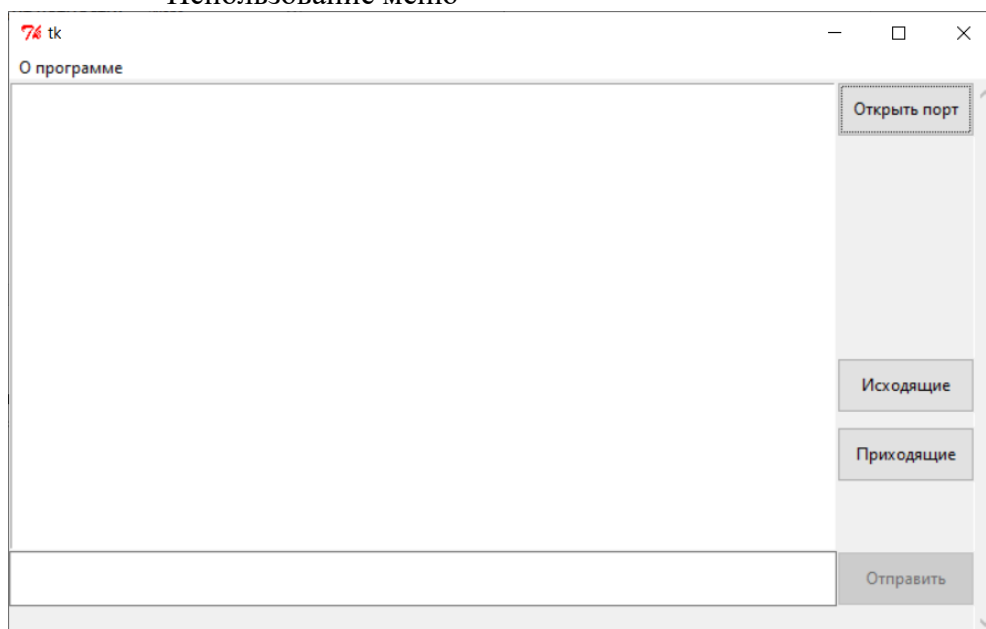 Использование меню
tk
О программе
Открыть порт
Исходящие
Приходящие
Отправить